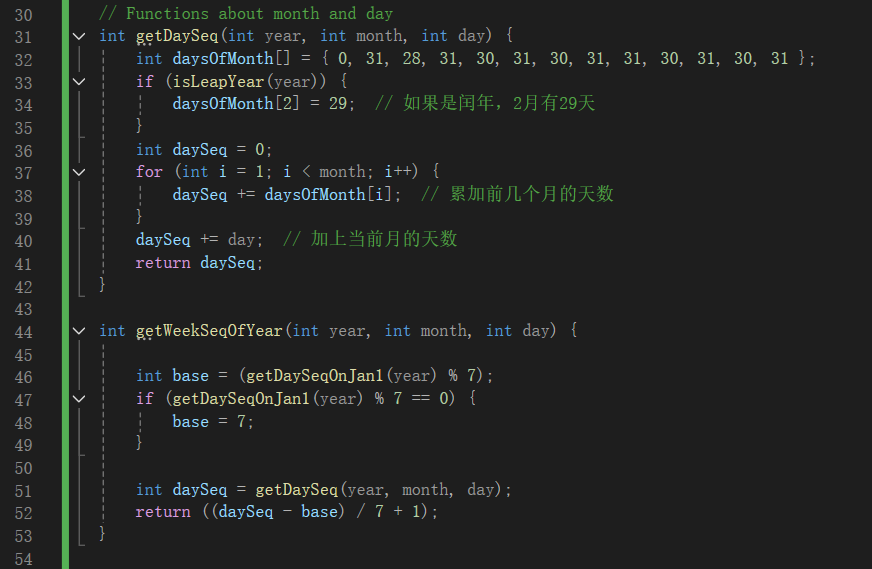 30 // Functions about month and day
31 int getDaySeq(int year, int month, int day) {
32 int daysOfMonth[] = { 0, 31, 28, 31, 30, 31, 30, 31, 31, 30, 31, 30, 31 };
33 if (isLeapYear(year)) {
34 daysOfMonth[2] = 29; // 如果是闰年，2月有29天
35 }
36 int daySeq = 0;
37 for (int i = 1; i < month; i++) {
38 daySeq += daysOfMonth[i]; // 累加前几个月的天数
39 }
40 daySeq += day; // 加上当前月的天数
41 return daySeq;
42 }
43
44 int getWeekSeqOfYear(int year, int month, int day) {
45
46 int base = (getDaySeqOnJan1(year) % 7);
47 if (getDaySeqOnJan1(year) % 7 == 0) {
48 base = 7;
49 }
50
51 int daySeq = getDaySeq(year, month, day);
52 return ((daySeq - base) / 7 + 1);
53 }
54